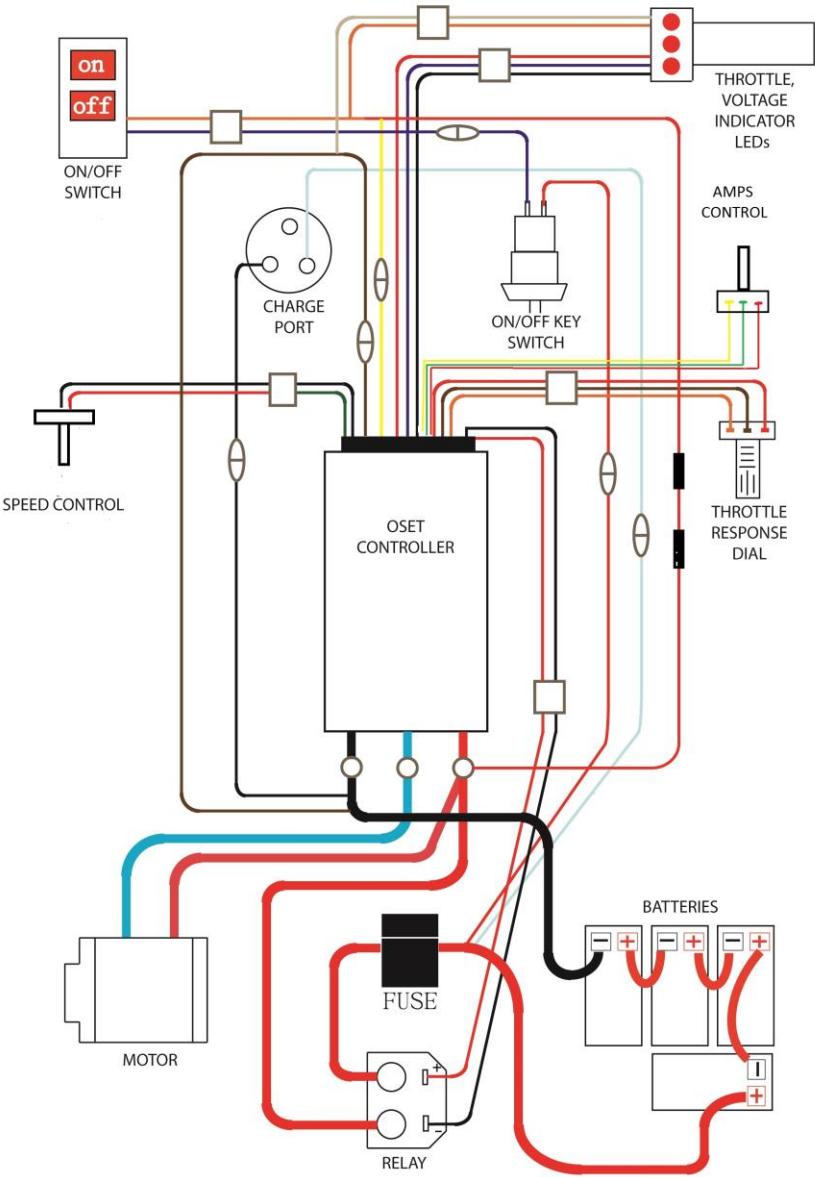 on
off
ON/OFF
SWITCH
THROTTLE,
VOLTAGE
INDICATOR
LEDs
AMPS
CONTROL
CHARGE
PORT
ON/OFF KEY
SWITCH
SPEED CONTROL
OSET
CONTROLLER
THROTTLE
RESPONSE
DIAL
BATTERIES
− + − + − +
FUSE
MOTOR
−
+
+
−
RELAY